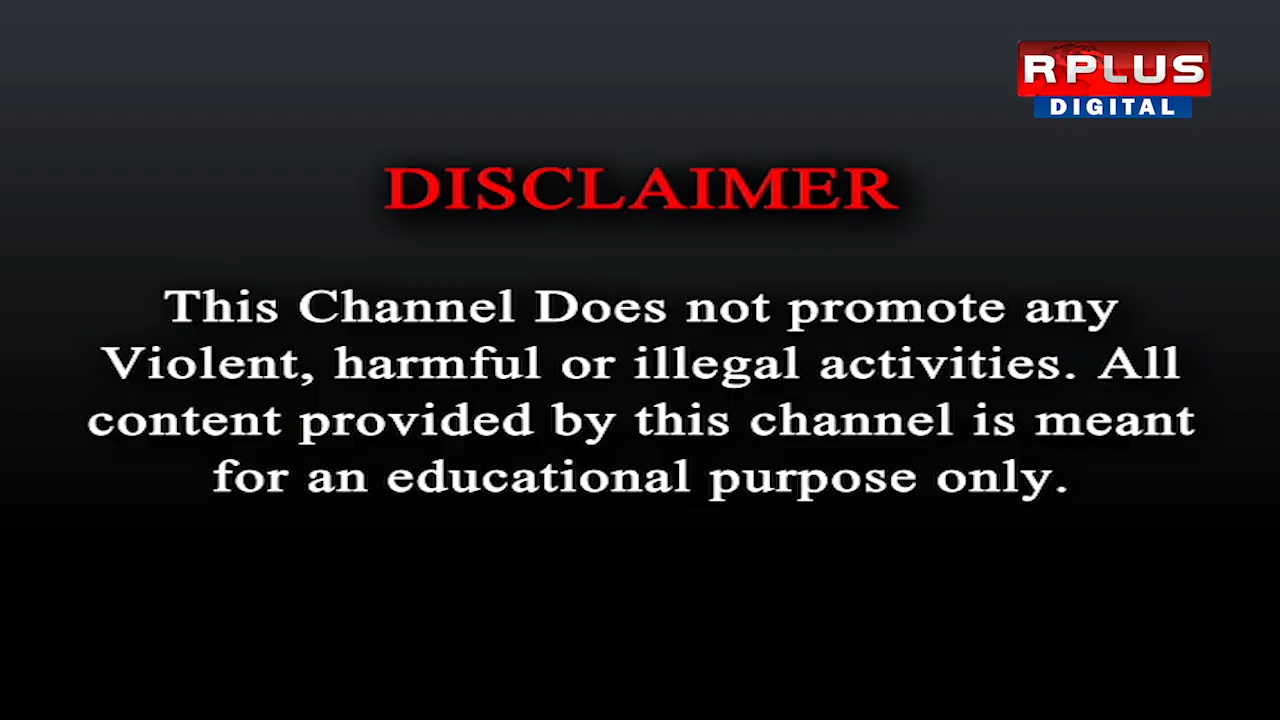 RPLUS
DIGITAL
DISCLAIMER
This Channel Does not promote any
Violent, harmful or illegal activities. All
content provided by this channel is meant
for an educational purpose only.